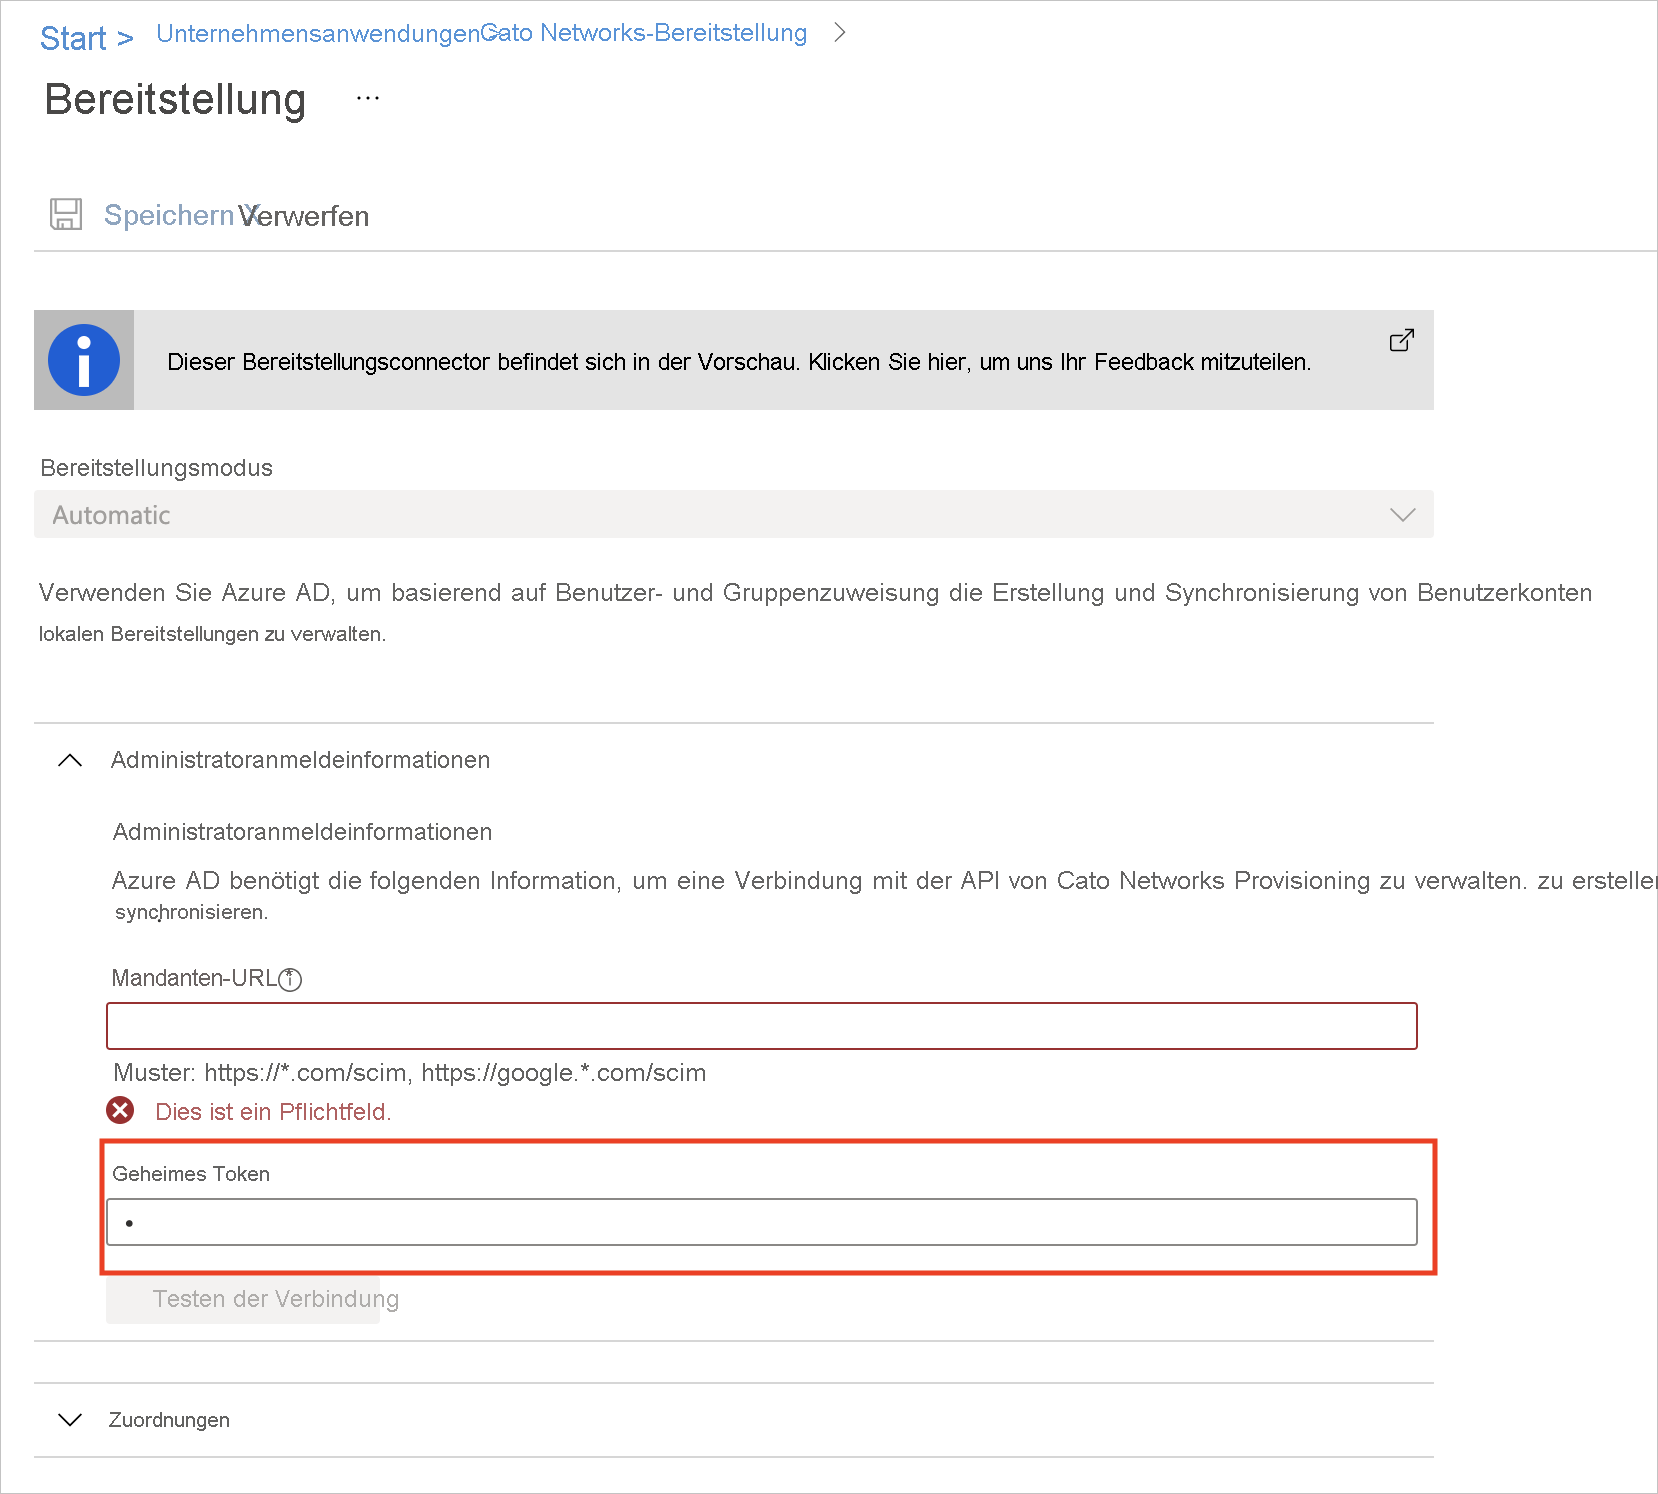 Start > Unternehmensanwendungen > Cato Networks-Bereitstellung >
Bereitstellung ...
Speichern X Verwerfen
Dieser Bereitstellungsconnector befindet sich in der Vorschau. Klicken Sie hier, um uns Ihr Feedback mitzuteilen.
Bereitstellungsmodus
Automatic
Verwenden Sie Azure AD, um basierend auf Benutzer- und Gruppenzuweisung die Erstellung und Synchronisierung von Benutzerkonten
lokalen Bereitstellungen zu verwalten.
Administratoranmeldeinformationen
Administratoranmeldeinformationen
Azure AD benötigt die folgenden Information, um eine Verbindung mit der API von Cato Networks Provisioning zu verwalten. zu erstellen
synchronisieren.
Mandanten-URL*
Muster: https://*.com/scim, https://google.*.com/scim
Dies ist ein Pflichtfeld.
Geheimes Token
•
Testen der Verbindung
Zuordnungen